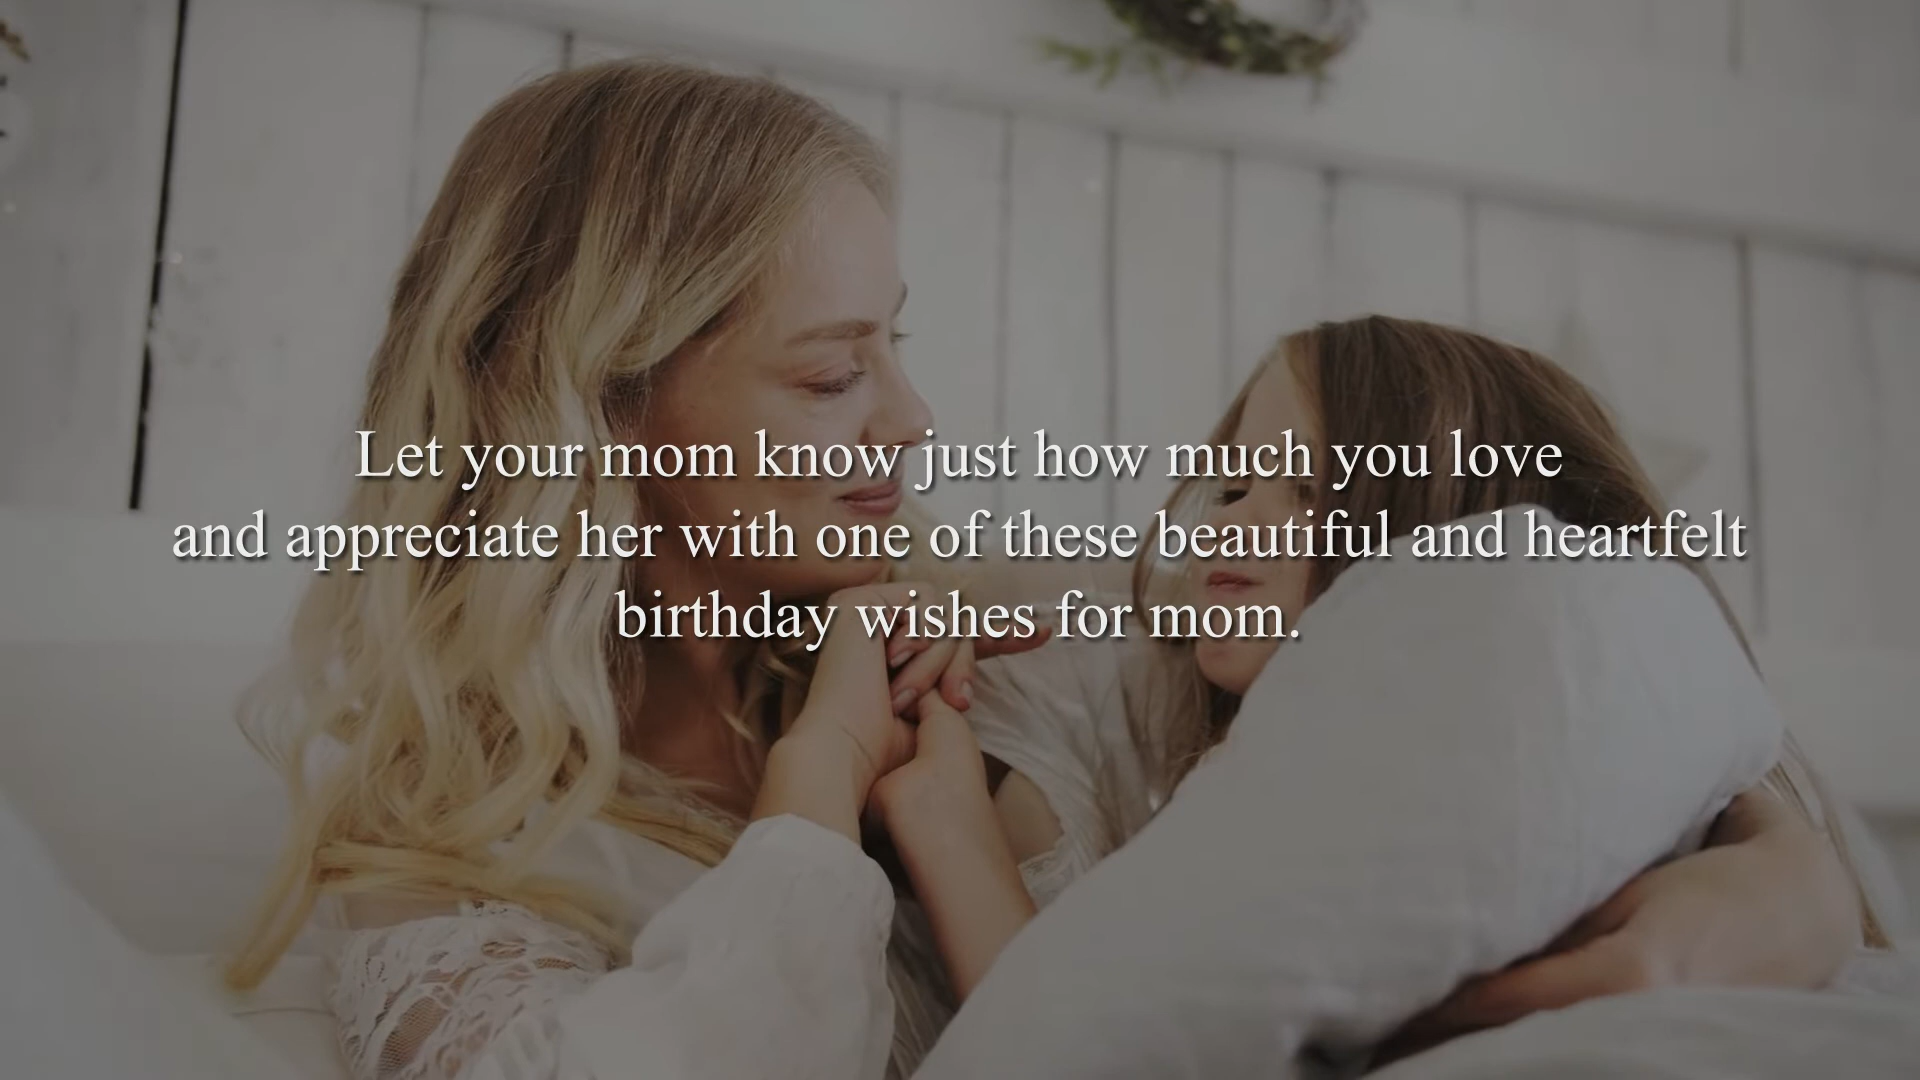 Let your mom know just how much you love
and appreciate her with one of these beautiful and heartfelt
birthday wishes for mom.